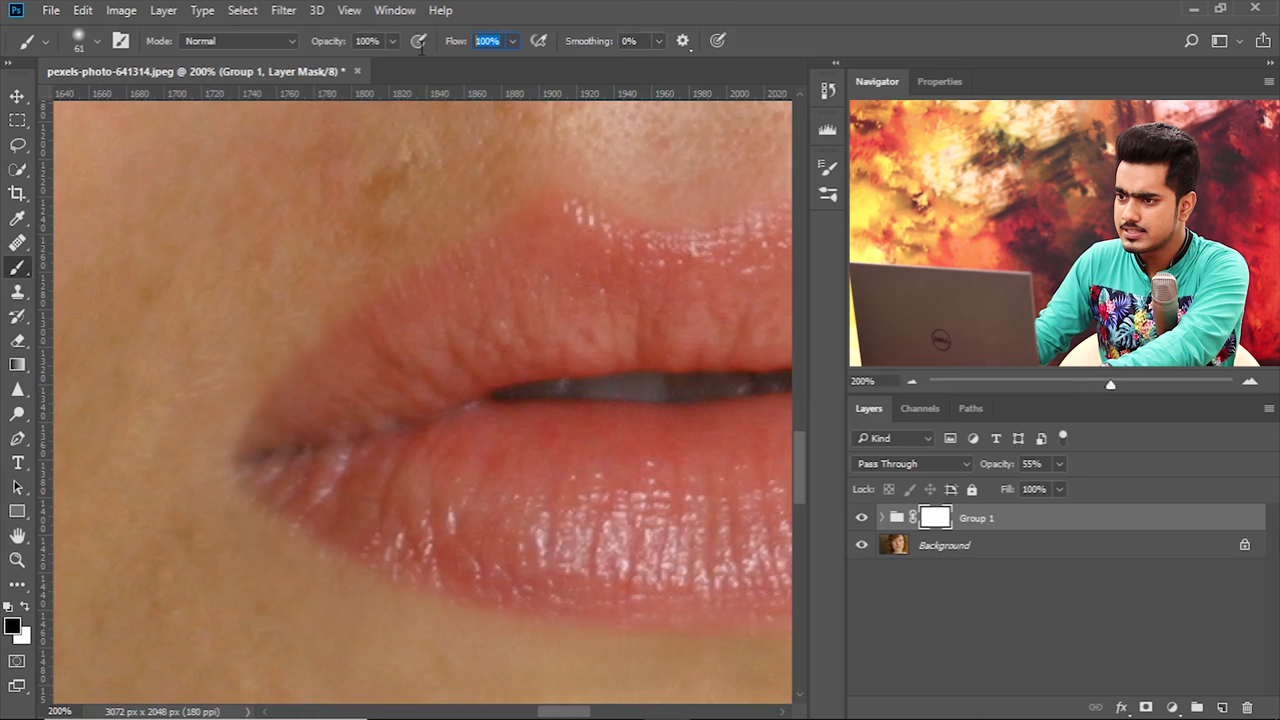 Ps File Edit Image Layer Type Select Filter 3D View Window Help
61 Mode: Normal Opacity: 100% Flow: 100% Smoothing: 0%
pexels-photo-641314.jpeg @ 200% (Group 1, Layer Mask/8) * ×
1640 1660 1680 1700 1720 1740 1760 1780 1800 1820 1840 1860 1880 1900 1920 1940 1960 1980 2000 2020
Navigator Properties
DELL
200%
Layers Channels Paths
Kind
Pass Through Opacity: 55%
Lock: Fill: 100%
Group 1
Background
200% 3072 px x 2048 px (180 ppi)